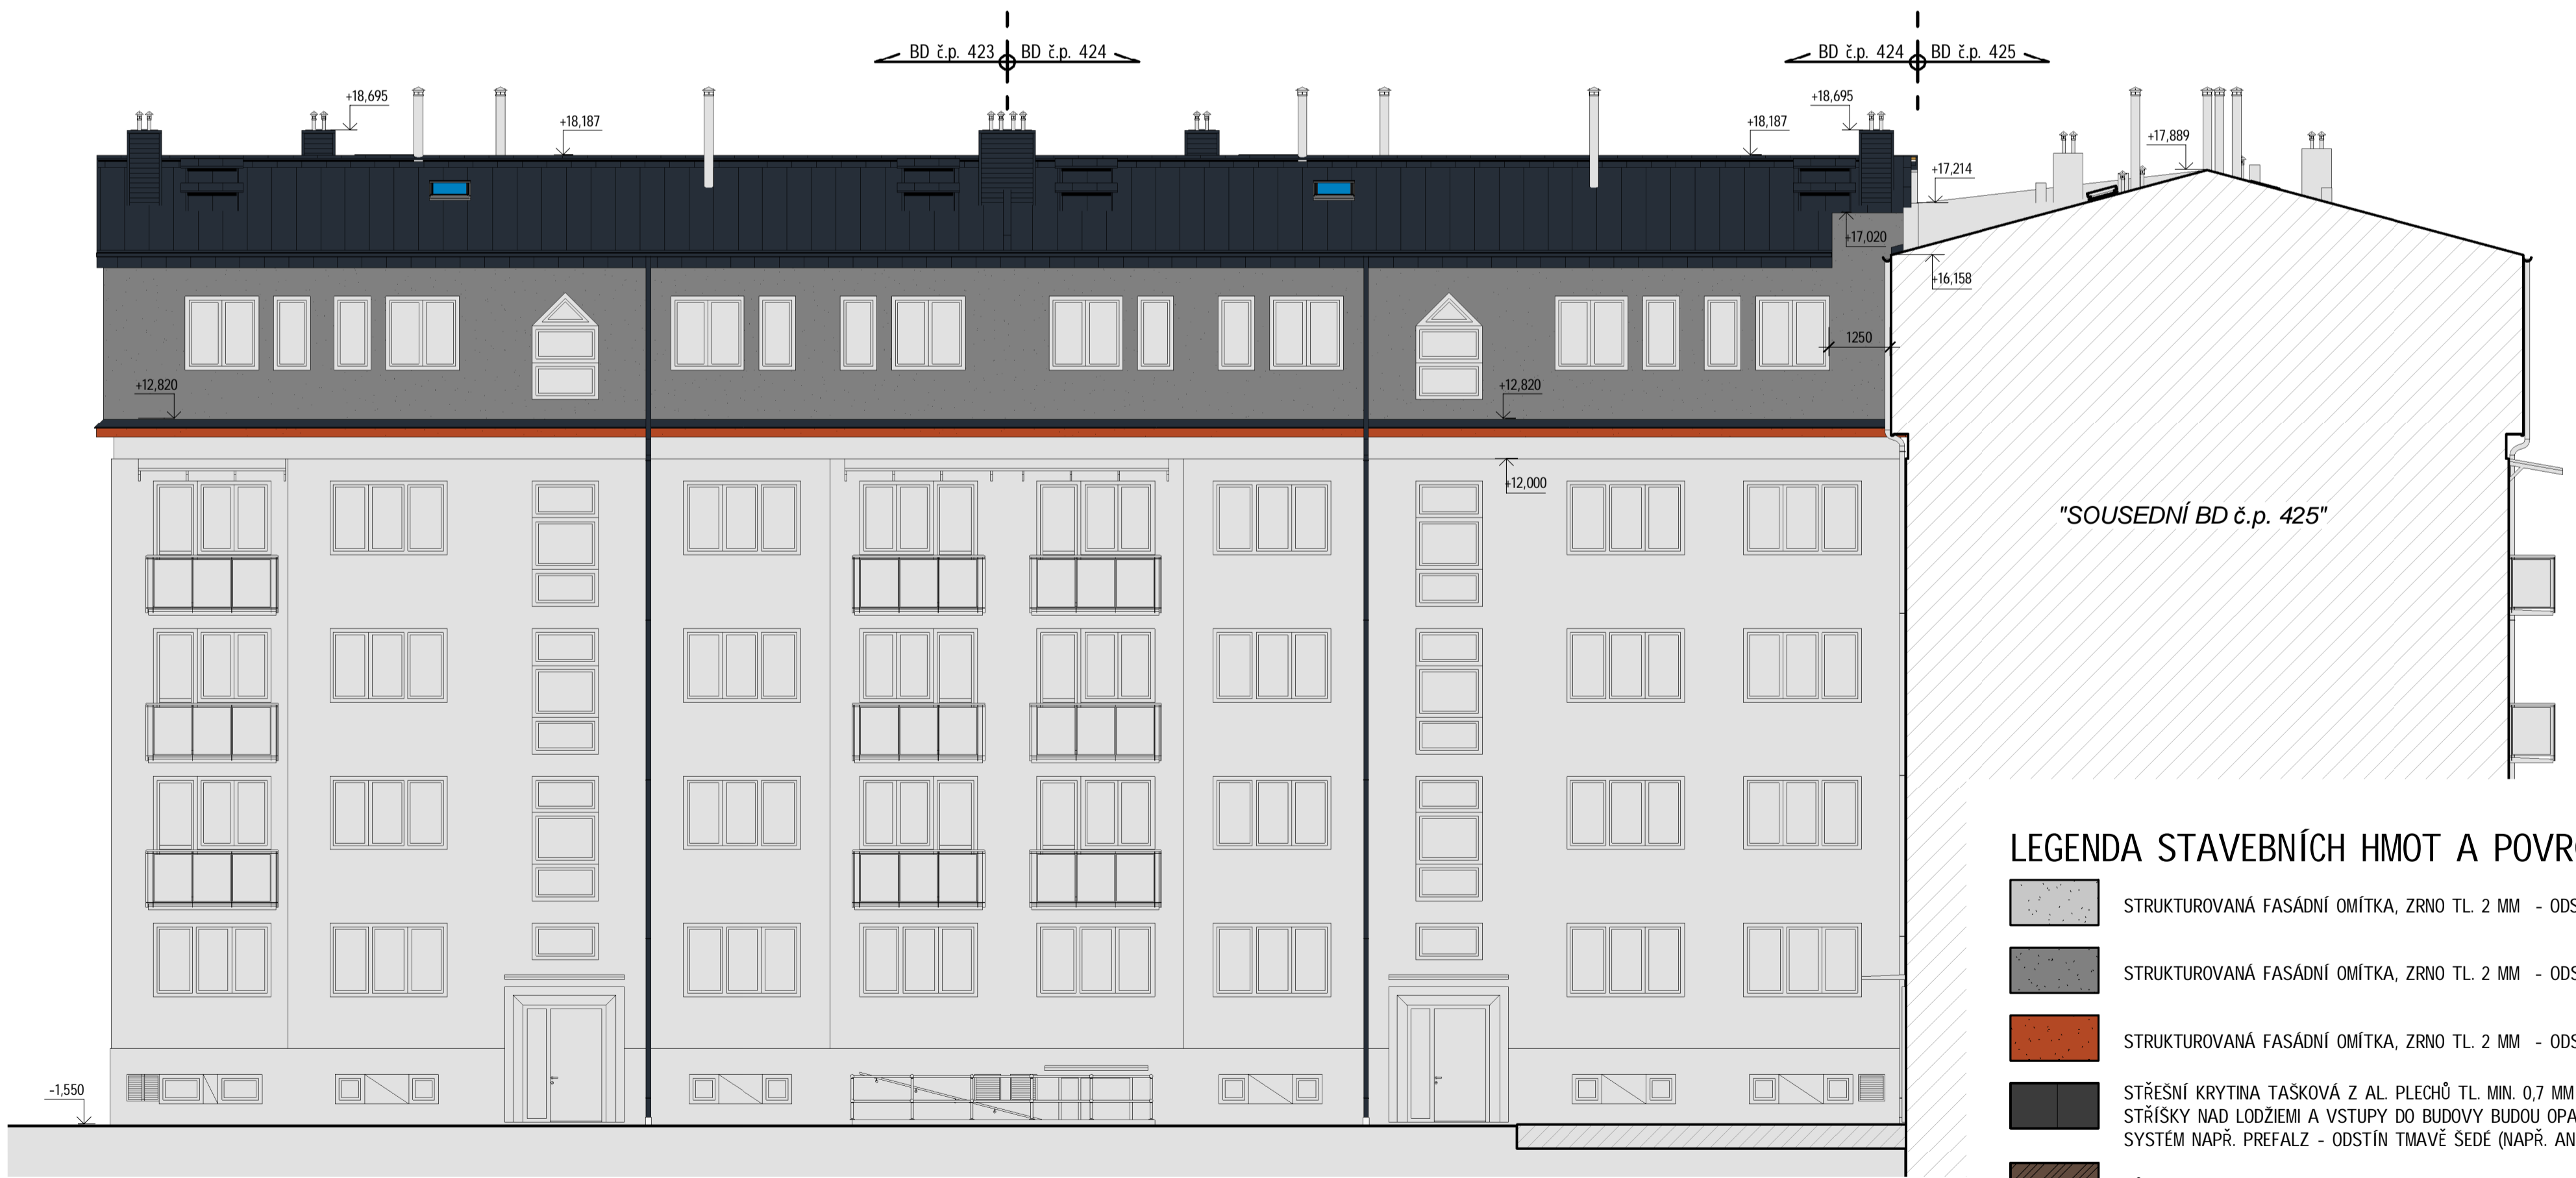 BD č.p. 423
BD č.p. 424
BD č.p. 424
BD č.p. 425
+18,695
+18,187
+18,695
+18,187
+17,889
+17,214
+17,020
+16,158
1250
+12,820
+12,820
+12,000
"SOUSEDNÍ BD č.p. 425"
-1,550
LEGENDA STAVEBNÍCH HMOT A POVR
STRUKTUROVANÁ FASÁDNÍ OMÍTKA, ZRNO TL. 2 MM - ODS
STRUKTUROVANÁ FASÁDNÍ OMÍTKA, ZRNO TL. 2 MM - ODS
STRUKTUROVANÁ FASÁDNÍ OMÍTKA, ZRNO TL. 2 MM - ODS
STŘEŠNÍ KRYTINA TAŠKOVÁ Z AL. PLECHŮ TL. MIN. 0,7 MM
STŘÍŠKY NAD LODŽIEMI A VSTUPY DO BUDOVY BUDOU OPA
SYSTÉM NAPŘ. PREFALZ - ODSTÍN TMAVĚ ŠEDÉ (NAPŘ. AN